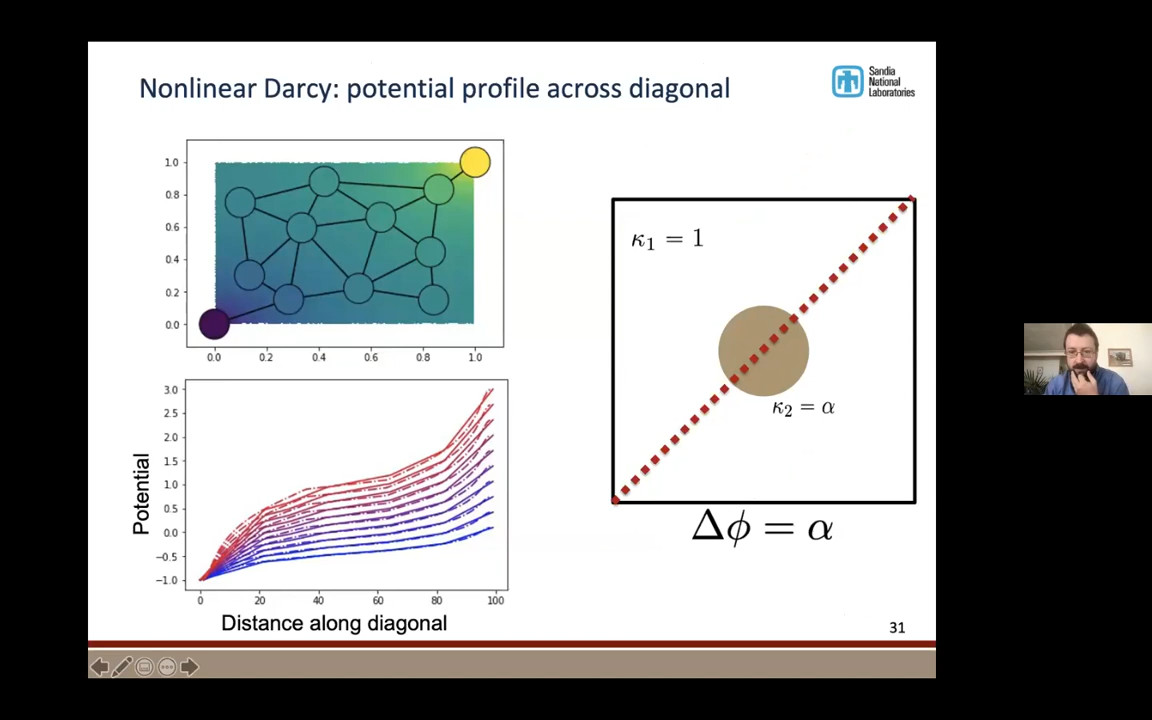 Nonlinear Darcy: potential profile across diagonal
Sandia
National
Laboratories
1.0
0.8
0.6
0.4
0.2
0.0
0.0 0.2 0.4 0.6 0.8 1.0
κ₁ = 1
κ₂ = α
Δϕ = α
3.0
2.5
2.0
1.5
1.0
0.5
0.0
−0.5
−1.0
Potential
0 20 40 60 80 100
Distance along diagonal
31